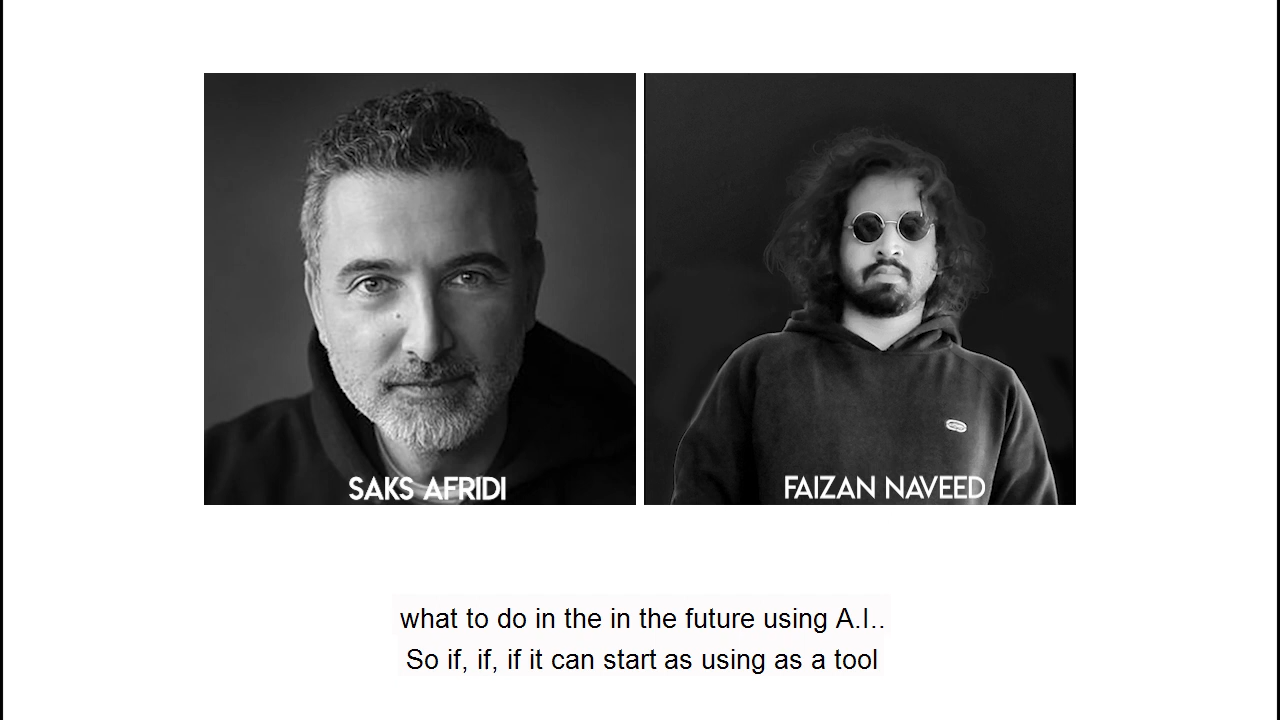 SAKS AFRIDI
FAIZAN NAVEED
what to do in the in the future using A.I..
So if, if, if it can start as using as a tool